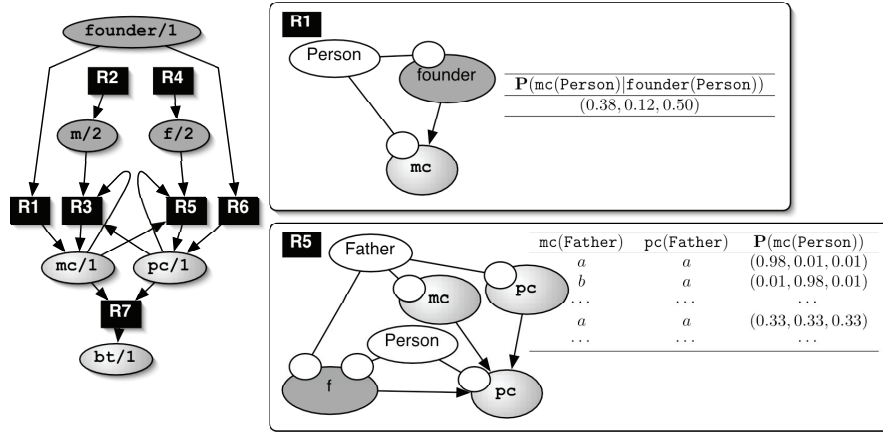 founder/1
R2 R4
m/2 f/2
R1 R3 R5 R6
mc/1 pc/1
R7
bt/1
R1
Person
founder
mc
P(mc(Person)|founder(Person))
(0.38, 0.12, 0.50)
R5
Father
mc
pc
Person
f
pc
mc(Father) pc(Father) P(mc(Person))
a a (0.98, 0.01, 0.01)
b a (0.01, 0.98, 0.01)
... ... ...
a a (0.33, 0.33, 0.33)
... ... ...